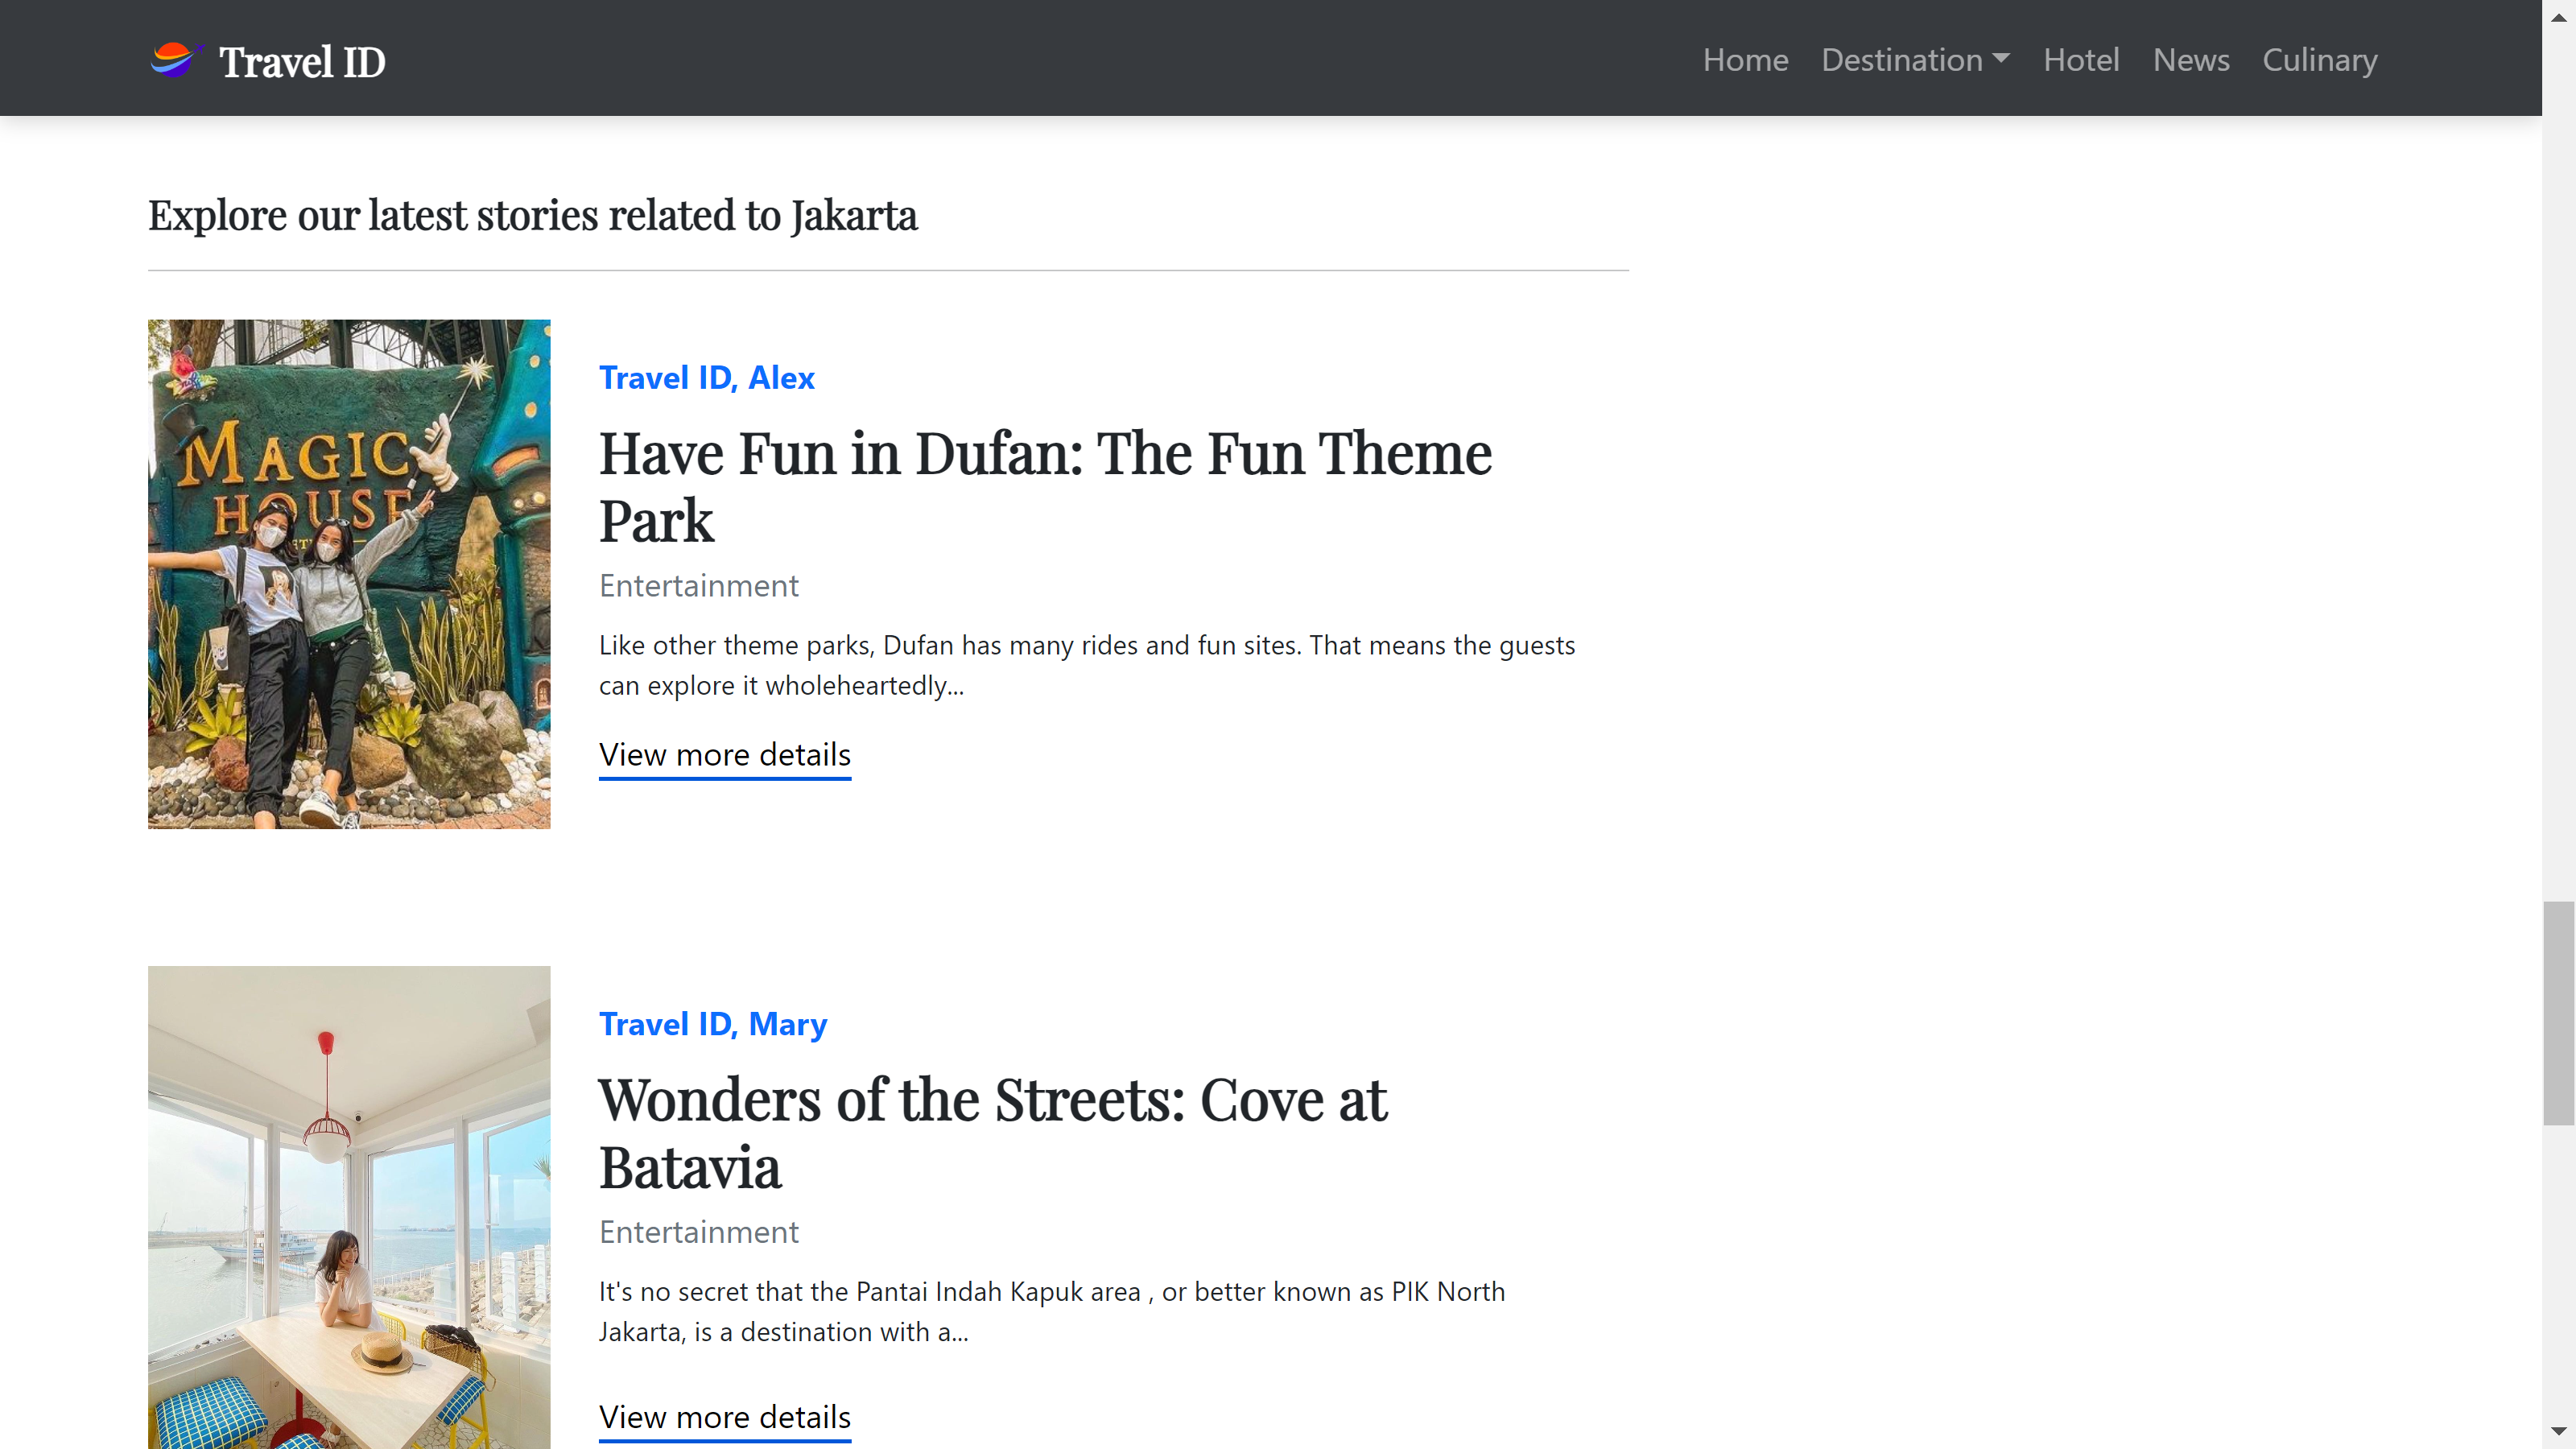 Travel ID
Home Destination Hotel News Culinary
Explore our latest stories related to Jakarta
MAGIC
HOUSE
Travel ID, Alex
Have Fun in Dufan: The Fun Theme
Park
Entertainment
Like other theme parks, Dufan has many rides and fun sites. That means the guests
can explore it wholeheartedly...
View more details
Travel ID, Mary
Wonders of the Streets: Cove at
Batavia
Entertainment
It's no secret that the Pantai Indah Kapuk area , or better known as PIK North
Jakarta, is a destination with a...
View more details